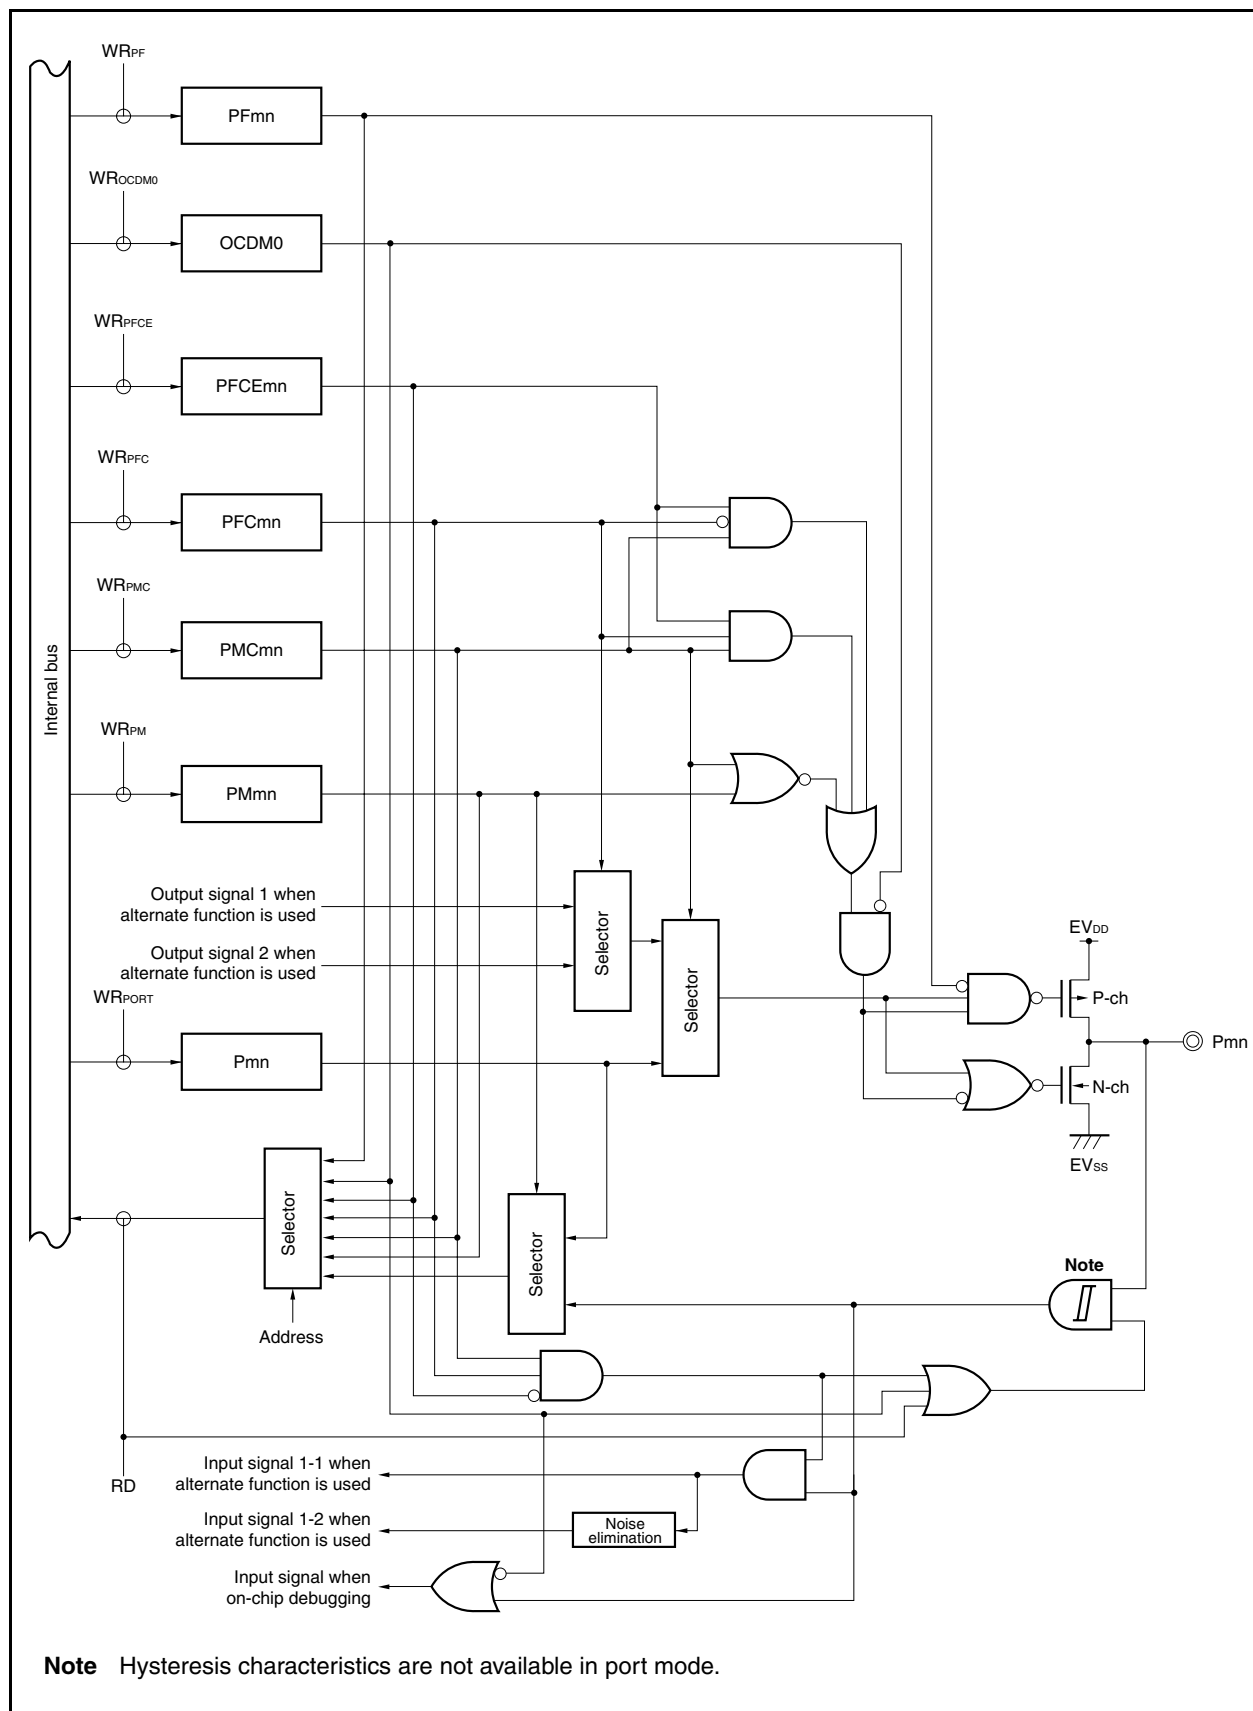 WRPF
PFmn
WROCDM0
OCDM0
WRPFCE
PFCEmn
WRPFC
PFCmn
WRPMC
PMCmn
Internal bus
WRPM
PMmn
Output signal 1 when
alternate function is used
Output signal 2 when
alternate function is used
Selector
Selector
WRPORT
Pmn
EVDD
P-ch
Pmn
N-ch
EVSS
Selector
Selector
Address
Note
RD
Input signal 1-1 when
alternate function is used
Input signal 1-2 when
alternate function is used
Noise
elimination
Input signal when
on-chip debugging
Note Hysteresis characteristics are not available in port mode.